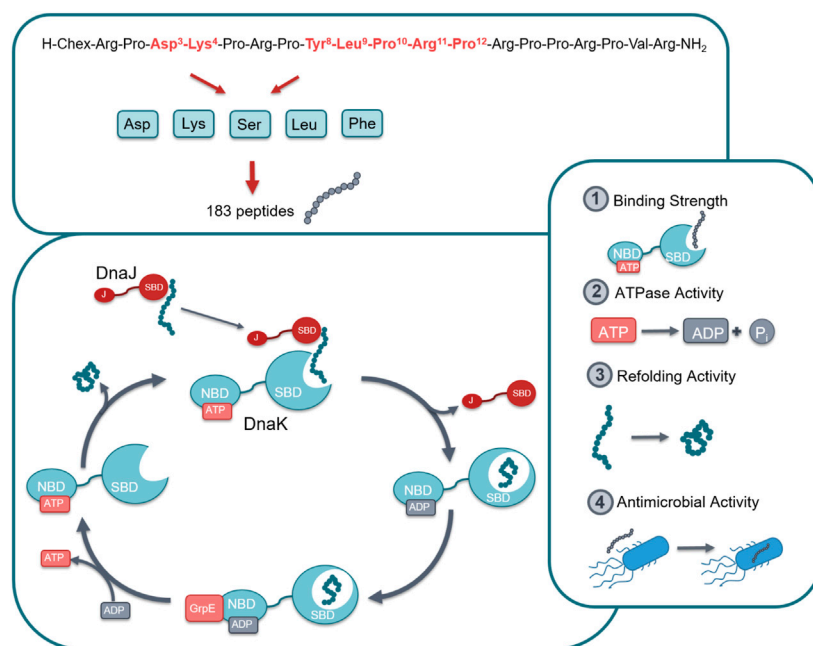 H-Chex-Arg-Pro-Asp³-Lys⁴-Pro-Arg-Pro-Tyr⁸-Leu⁹-Pro¹⁰-Arg¹¹-Pro¹²-Arg-Pro-Pro-Arg-Pro-Val-Arg-NH₂
Asp Lys Ser Leu Phe
183 peptides
DnaJ
J SBD
J SBD
NBD SBD
ATP
DnaK
J SBD
NBD SBD
ADP
GrpE NBD SBD
ADP
ATP
ADP
NBD SBD
ATP
1 Binding Strength
NBD SBD
ATP
2 ATPase Activity
ATP ADP + Pᵢ
3 Refolding Activity
4 Antimicrobial Activity